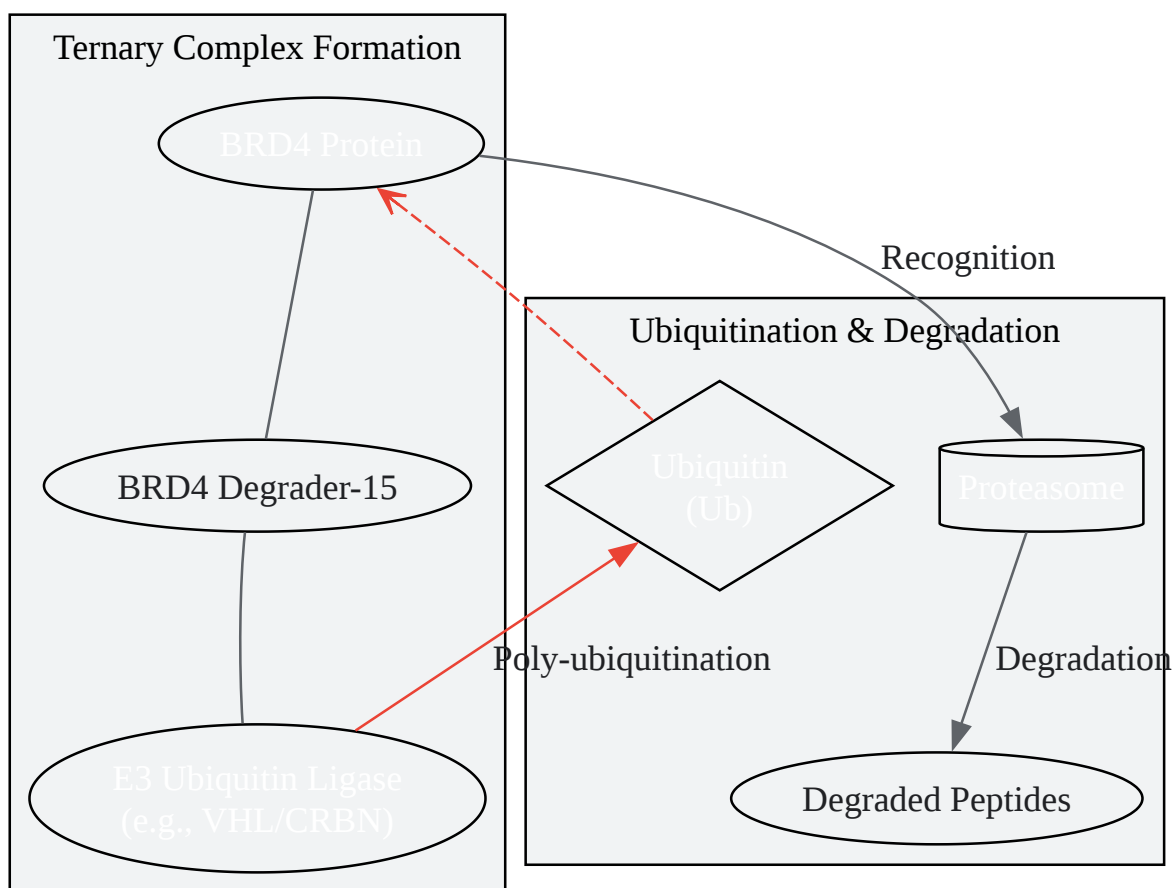 Ternary Complex Formation
BRD4 Protein
Recognition
Ubiquitination & Degradation
BRD4 Degrader-15
Ubiquitin
(Ub)
Proteasome
Poly-ubiquitination
Degradation
E3 Ubiquitin Ligase
(e.g., VHL/CRBN)
Degraded Peptides